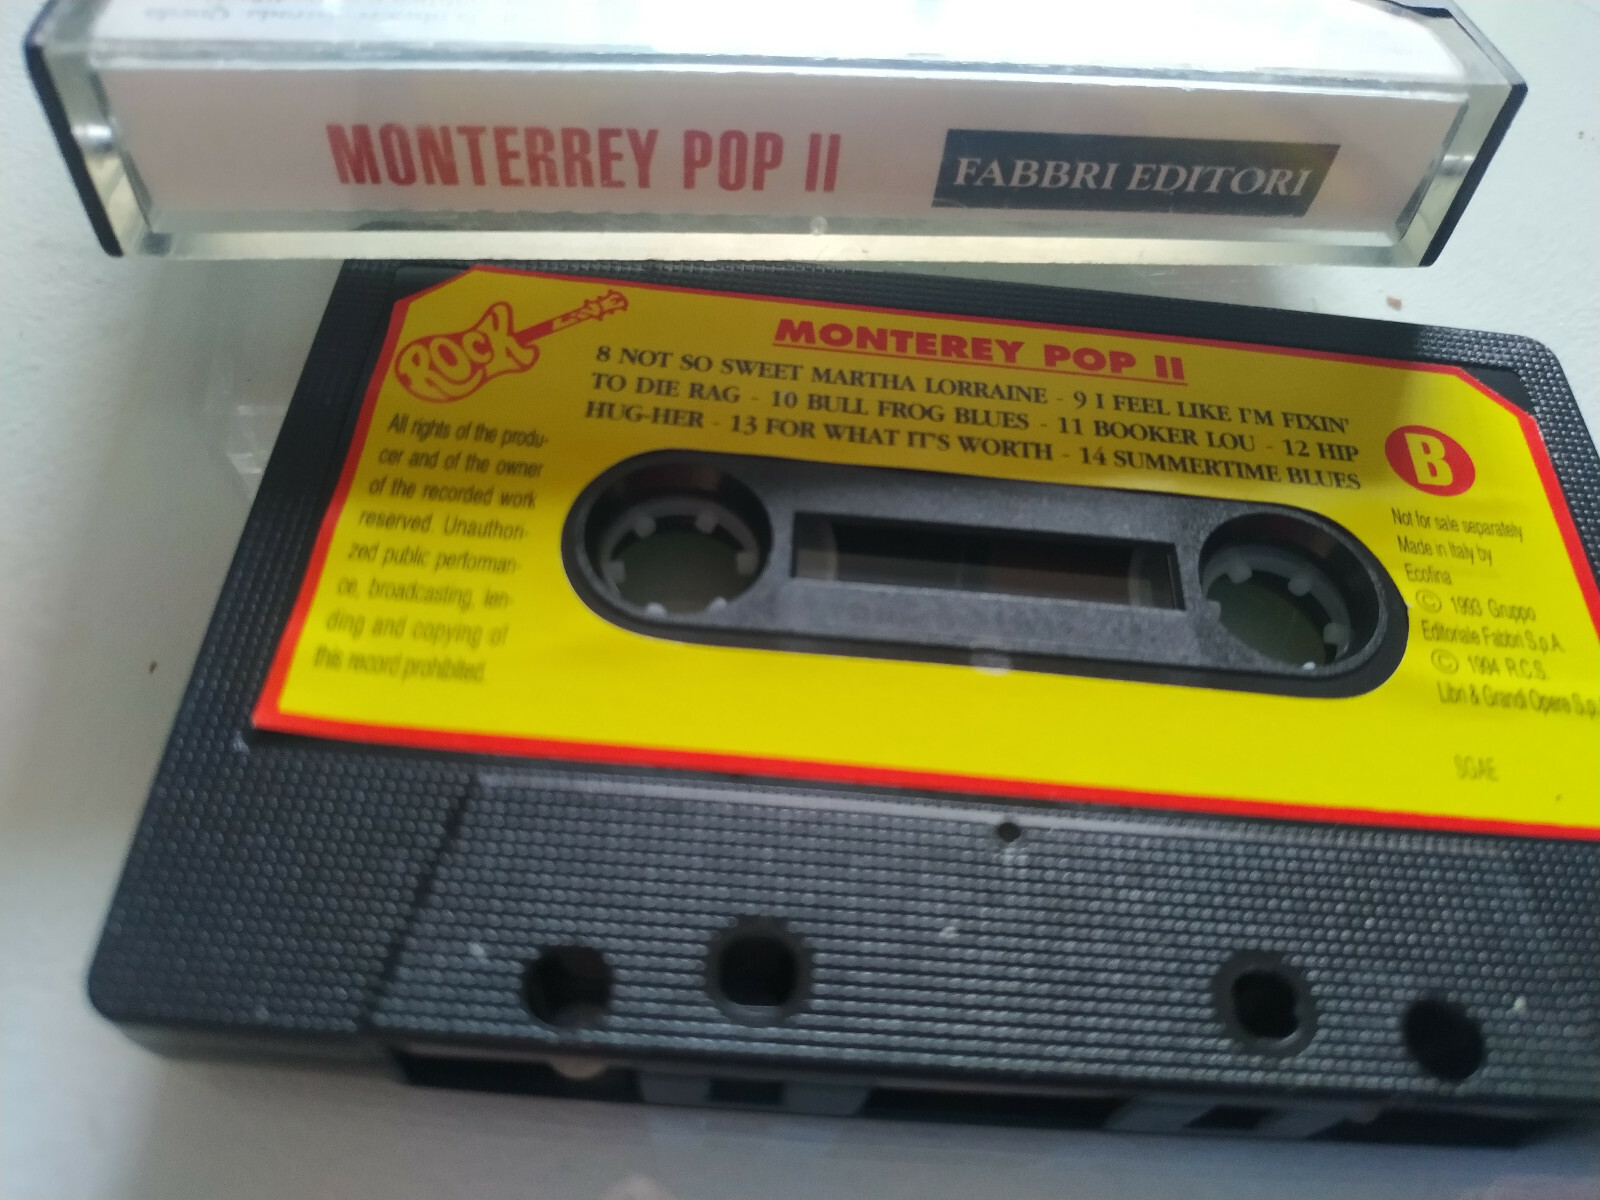 MONTERREY POP II
FABBRI EDITORI
ROCK
LIVE
MONTEREY POP II
8 NOT SO SWEET MARTHA LORRAINE - 9 I FEEL LIKE I'M FIXIN'
TO DIE RAG - 10 BULL FROG BLUES - 11 BOOKER LOU - 12 HIP
HUG-HER - 13 FOR WHAT IT'S WORTH - 14 SUMMERTIME BLUES
B
All rights of the produ-
cer and of the owner
of the recorded work
reserved. Unauthori-
zed public performan-
ce, broadcasting, len-
ding and copying of
this record prohibited
Not for sale separately
Made in Italy by
Ecofina
© 1993 Gruppo
Editoriale Fabbri S.p.A.
© 1994 R.C.S.
Libri & Grandi Opere S.p.
SGAE